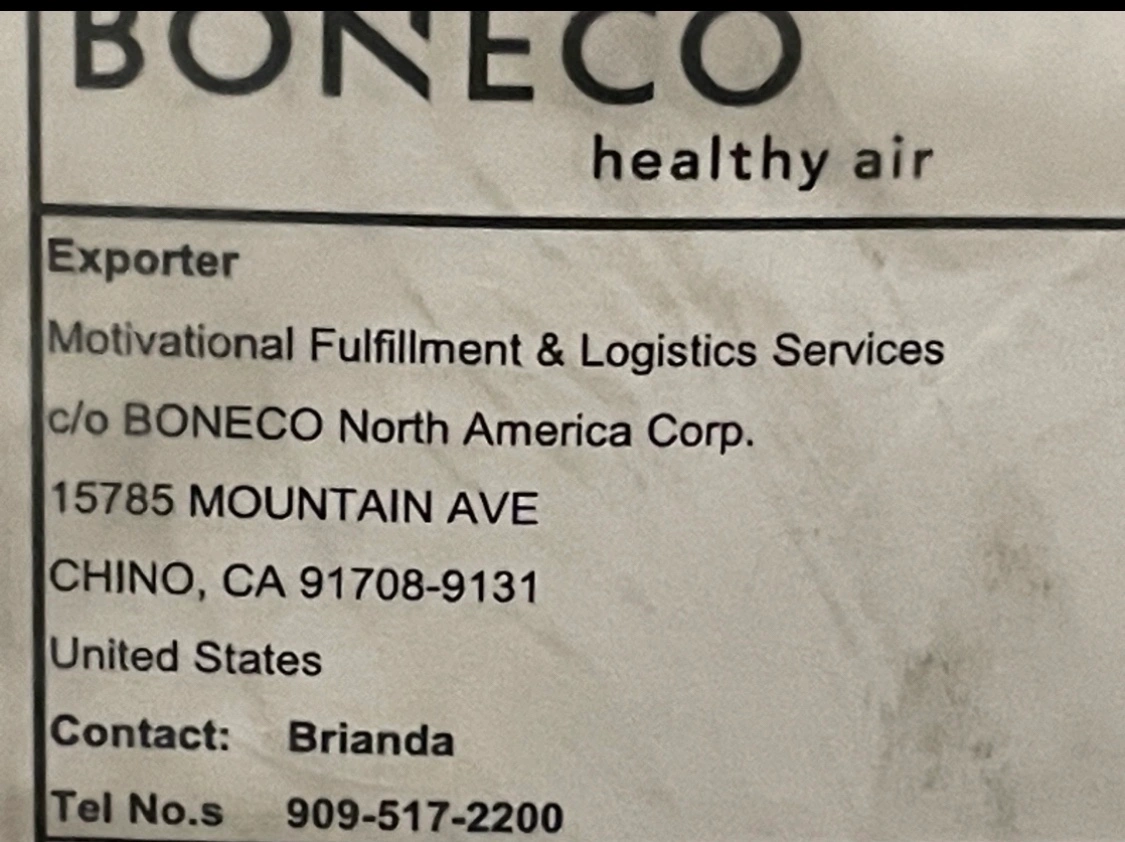 BONECO
healthy air
Exporter
Motivational Fulfillment & Logistics Services
c/o BONECO North America Corp.
15785 MOUNTAIN AVE
CHINO, CA 91708-9131
United States
Contact: Brianda
Tel No.s 909-517-2200